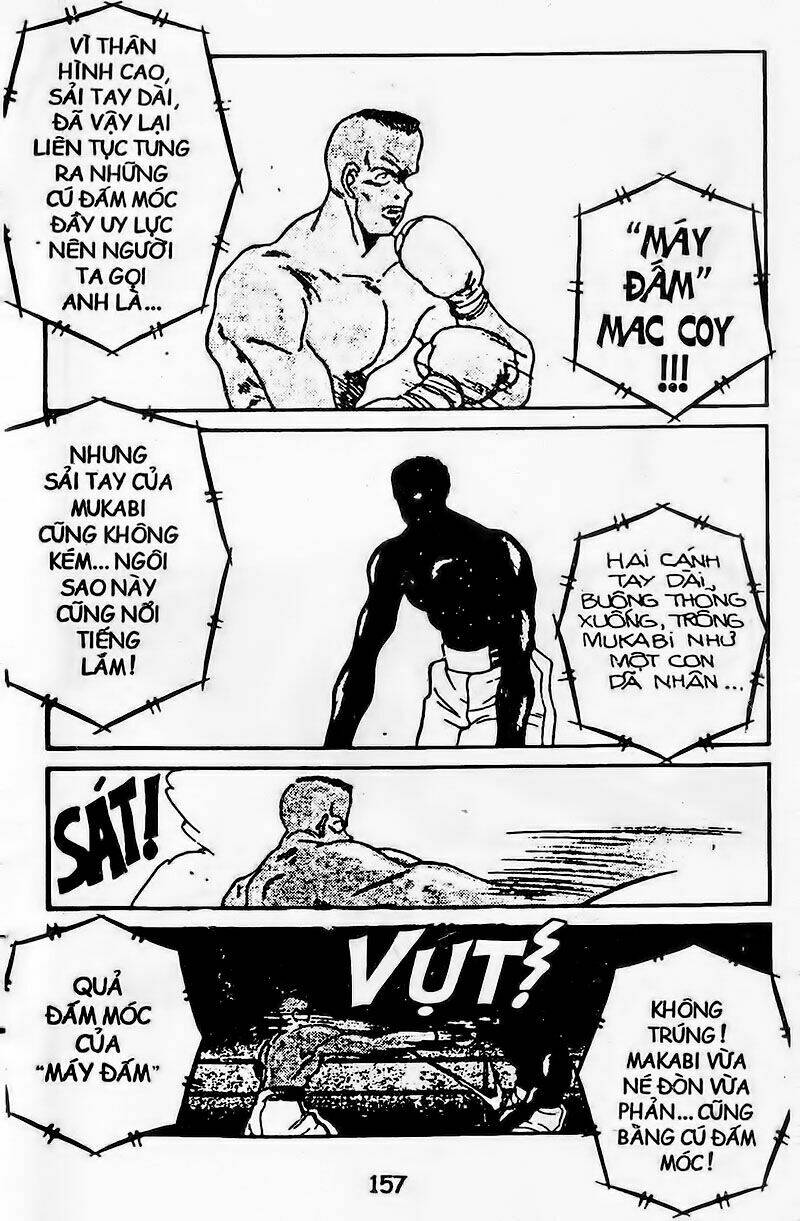 VÌ THÂN
HÌNH CAO,
SẢI TAY DÀI,
ĐÃ VẬY LẠI
LIÊN TỤC TUNG
RA NHỮNG
CÚ ĐẤM MÓC
ĐẦY UY LỰC
NÊN NGƯỜI
TA GỌI
ANH LÀ...
"MÁY
ĐẤM"
MAC COY
!!!
NHƯNG
SẢI TAY CỦA
MUKABI
CŨNG KHÔNG
KÉM... NGÔI
SAO NÀY
CŨNG NỔI
TIẾNG
LẮM!
HAI CÁNH
TAY DÀI,
BUÔNG THÕNG
XUỐNG, TRÔNG
MUKABI NHƯ
MỘT CON
DÃ NHÂN...
SÁT!
VỤT!
QUẢ
ĐẤM MÓC
CỦA
"MÁY ĐẤM"
KHÔNG
TRÚNG!
MAKABI VỪA
NÉ ĐÒN VỪA
PHẢN... CŨNG
BẰNG CÚ ĐẤM
MÓC!
157